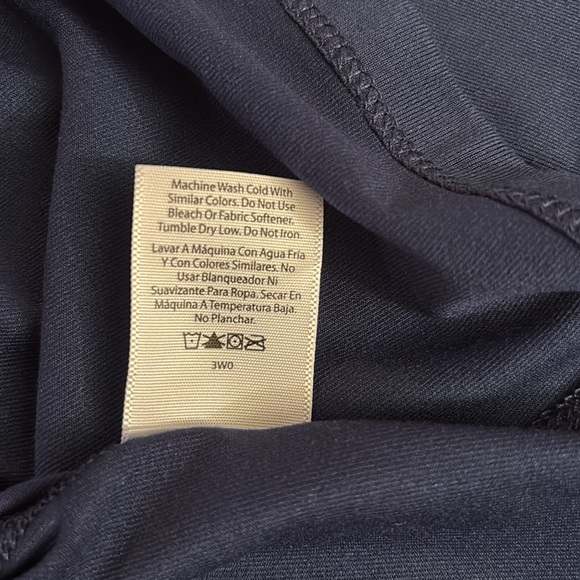 Machine Wash Cold With
Similar Colors. Do Not Use
Bleach Or Fabric Softener.
Tumble Dry Low. Do Not Iron.
Lavar A Máquina Con Agua Fría
Y Con Colores Similares. No
Usar Blanqueador Ni
Suavizante Para Ropa. Secar En
Máquina A Temperatura Baja.
No Planchar.
3W0